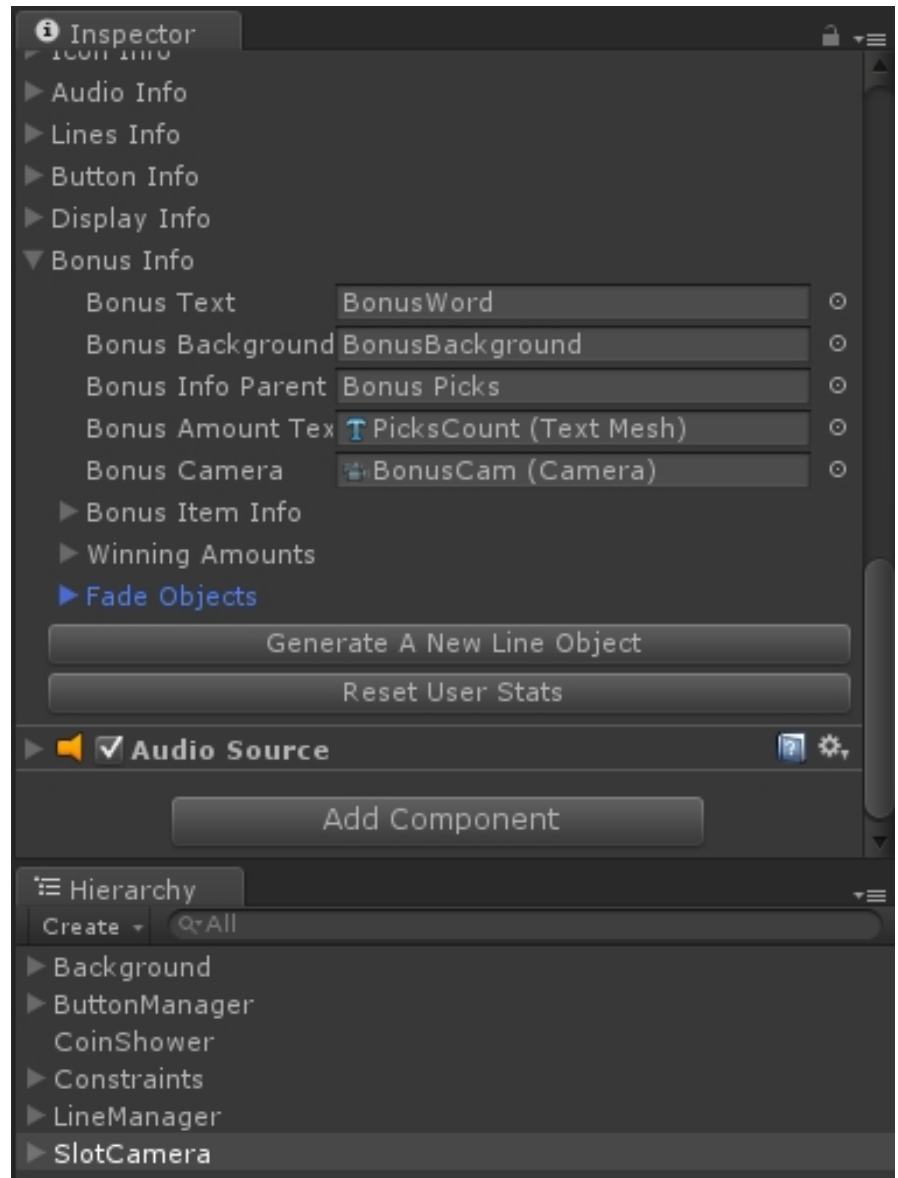 Inspector
Icon Info
Audio Info
Lines Info
Button Info
Display Info
Bonus Info
Bonus Text BonusWord
Bonus Background BonusBackground
Bonus Info Parent Bonus Picks
Bonus Amount Tex PicksCount (Text Mesh)
Bonus Camera BonusCam (Camera)
Bonus Item Info
Winning Amounts
Fade Objects
Generate A New Line Object
Reset User Stats
Audio Source
Add Component
Hierarchy
Create All
Background
ButtonManager
CoinShower
Constraints
LineManager
SlotCamera